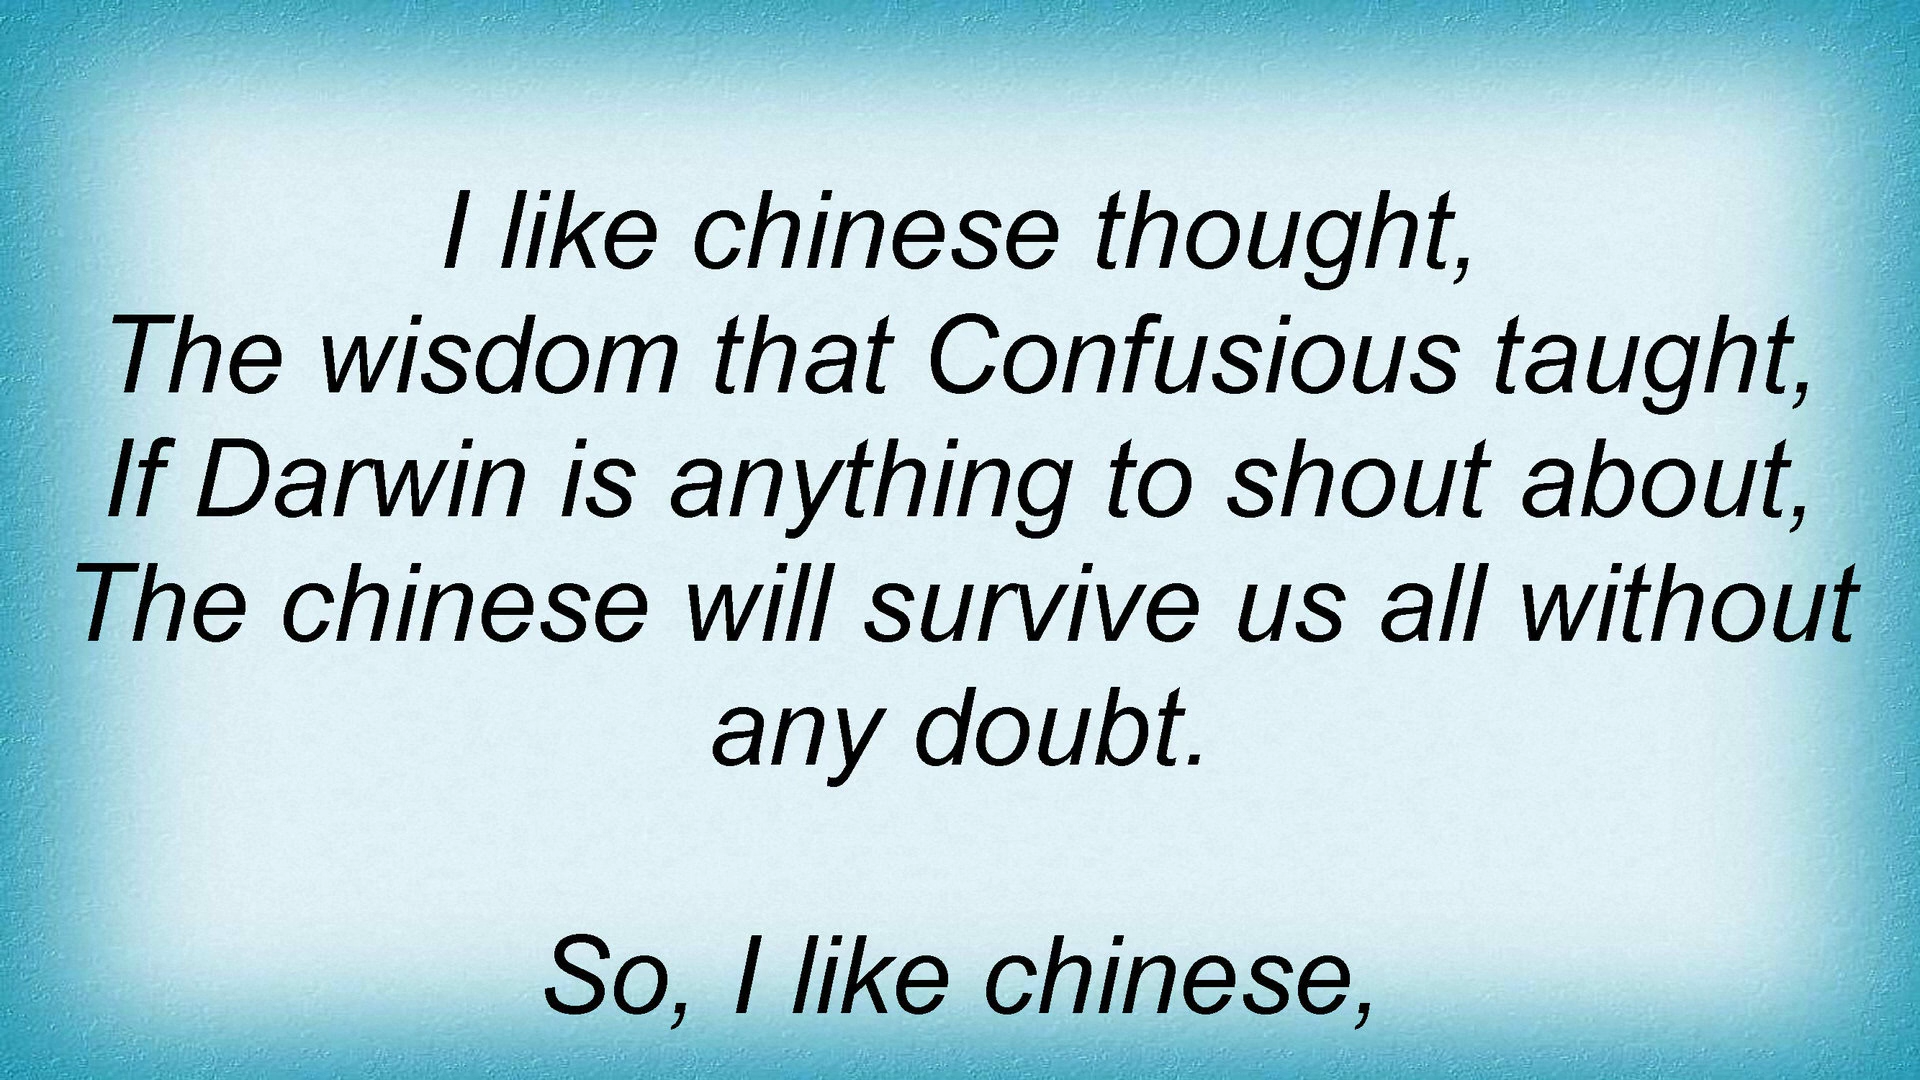 I like chinese thought,
The wisdom that Confusious taught,
If Darwin is anything to shout about,
The chinese will survive us all without
any doubt.
So, I like chinese,